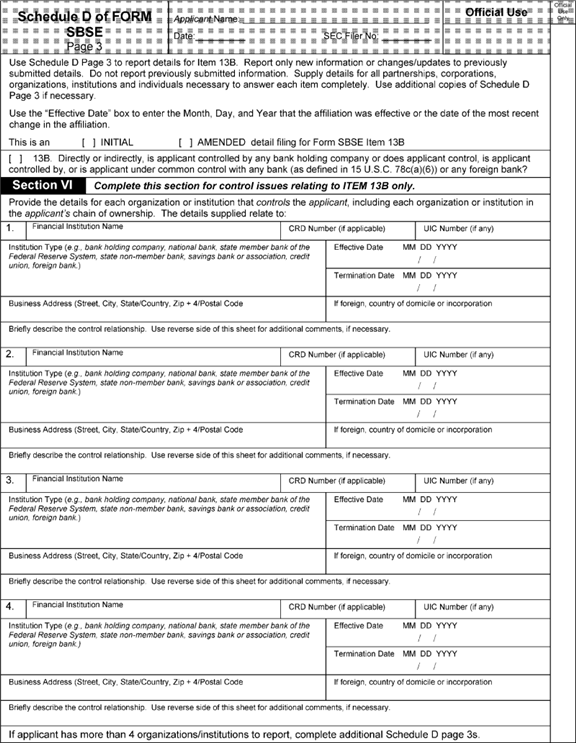 Schedule D of FORM
SBSE
Page 3
Applicant Name:
Date: SEC Filer No:
Official Use
Official
Use
Only
Use Schedule D Page 3 to report details for Item 13B. Report only new information or changes/updates to previously
submitted details. Do not report previously submitted information. Supply details for all partnerships, corporations,
organizations, institutions and individuals necessary to answer each item completely. Use additional copies of Schedule D
Page 3 if necessary.
Use the “Effective Date” box to enter the Month, Day, and Year that the affiliation was effective or the date of the most recent
change in the affiliation.
This is an [ ] INITIAL [ ] AMENDED detail filing for Form SBSE Item 13B
[ ] 13B. Directly or indirectly, is applicant controlled by any bank holding company or does applicant control, is applicant
controlled by, or is applicant under common control with any bank (as defined in 15 U.S.C. 78c(a)(6)) or any foreign bank?
Section VI Complete this section for control issues relating to ITEM 13B only.
Provide the details for each organization or institution that controls the applicant, including each organization or institution in
the applicant's chain of ownership. The details supplied relate to:
1. Financial Institution Name CRD Number (if applicable) UIC Number (if any)
Institution Type (e.g., bank holding company, national bank, state member bank of the
Federal Reserve System, state non-member bank, savings bank or association, credit
union, foreign bank.)
Effective Date MM DD YYYY
/ /
Termination Date MM DD YYYY
/ /
Business Address (Street, City, State/Country, Zip + 4/Postal Code If foreign, country of domicile or incorporation
Briefly describe the control relationship. Use reverse side of this sheet for additional comments, if necessary.
2. Financial Institution Name CRD Number (if applicable) UIC Number (if any)
Institution Type (e.g., bank holding company, national bank, state member bank of the
Federal Reserve System, state non-member bank, savings bank or association, credit
union, foreign bank.)
Effective Date MM DD YYYY
/ /
Termination Date MM DD YYYY
/ /
Business Address (Street, City, State/Country, Zip + 4/Postal Code If foreign, country of domicile or incorporation
Briefly describe the control relationship. Use reverse side of this sheet for additional comments, if necessary.
3. Financial Institution Name CRD Number (if applicable) UIC Number (if any)
Institution Type (e.g., bank holding company, national bank, state member bank of the
Federal Reserve System, state non-member bank, savings bank or association, credit
union, foreign bank.)
Effective Date MM DD YYYY
/ /
Termination Date MM DD YYYY
/ /
Business Address (Street, City, State/Country, Zip + 4/Postal Code If foreign, country of domicile or incorporation
Briefly describe the control relationship. Use reverse side of this sheet for additional comments, if necessary.
4. Financial Institution Name CRD Number (if applicable) UIC Number (if any)
Institution Type (e.g., bank holding company, national bank, state member bank of the
Federal Reserve System, state non-member bank, savings bank or association, credit
union, foreign bank.)
Effective Date MM DD YYYY
/ /
Termination Date MM DD YYYY
/ /
Business Address (Street, City, State/Country, Zip + 4/Postal Code If foreign, country of domicile or incorporation
Briefly describe the control relationship. Use reverse side of this sheet for additional comments, if necessary.
If applicant has more than 4 organizations/institutions to report, complete additional Schedule D page 3s.